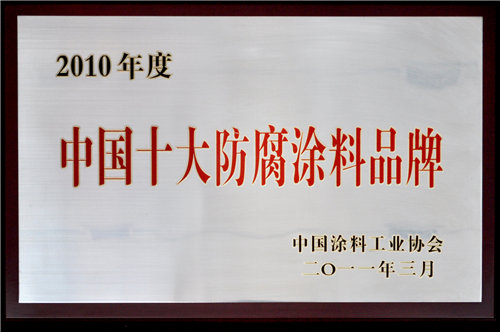 2010年度
中国十大防腐涂料品牌
中国涂料工业协会
二〇一一年三月